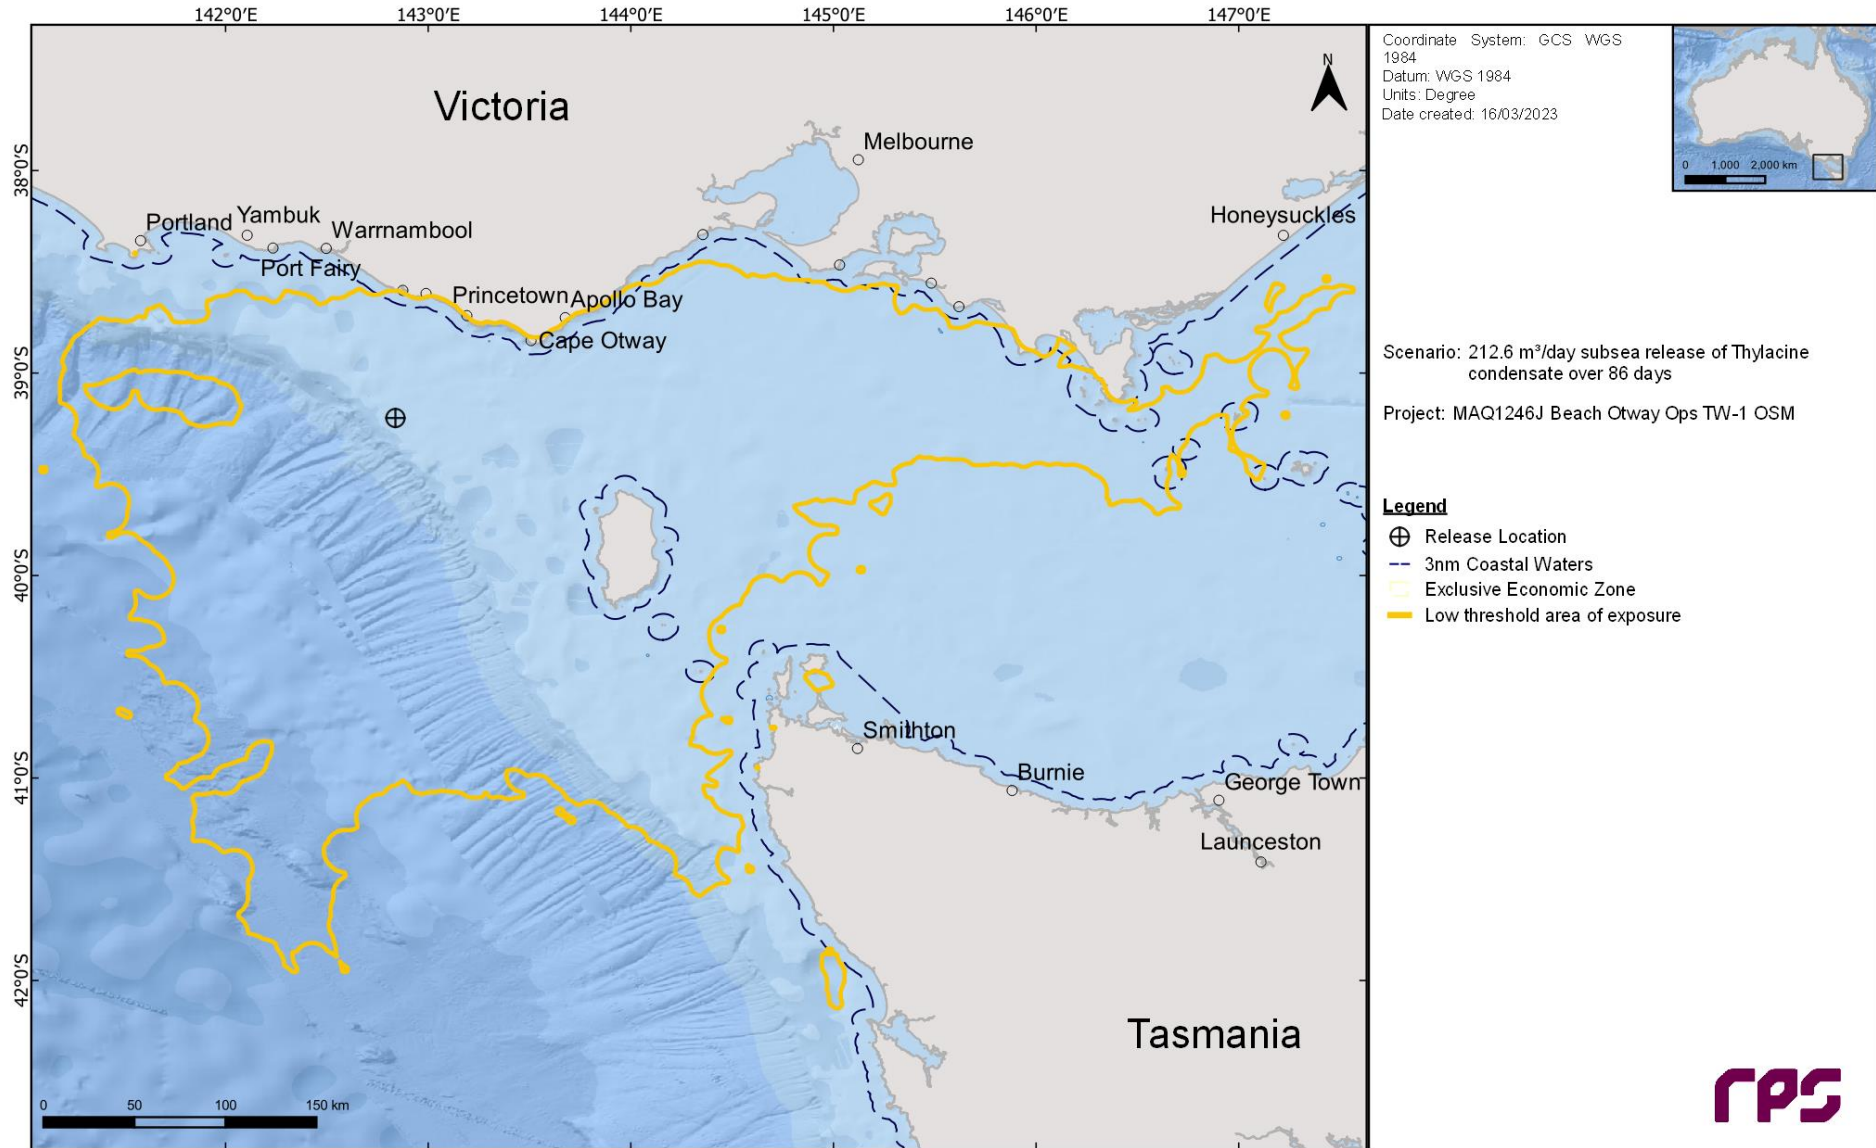 142°0'E
143°0'E
144°0'E
145°0'E
146°0'E
147°0'E
38°0'S
39°0'S
40°0'S
41°0'S
42°0'S
Victoria
N
Melbourne
Portland
Yambuk
Warrnambool
Honeysuckles
Port Fairy
Princetown
Apollo Bay
Cape Otway
Smithton
Burnie
George Town
Launceston
Tasmania
0 50 100 150 km
Coordinate System: GCS WGS
1984
Datum: WGS 1984
Units: Degree
Date created: 16/03/2023
0 1,000 2,000 km
Scenario: 212.6 m³/day subsea release of Thylacine
condensate over 86 days
Project: MAQ1246J Beach Otway Ops TW-1 OSM
Legend
Release Location
3nm Coastal Waters
Exclusive Economic Zone
Low threshold area of exposure
rps